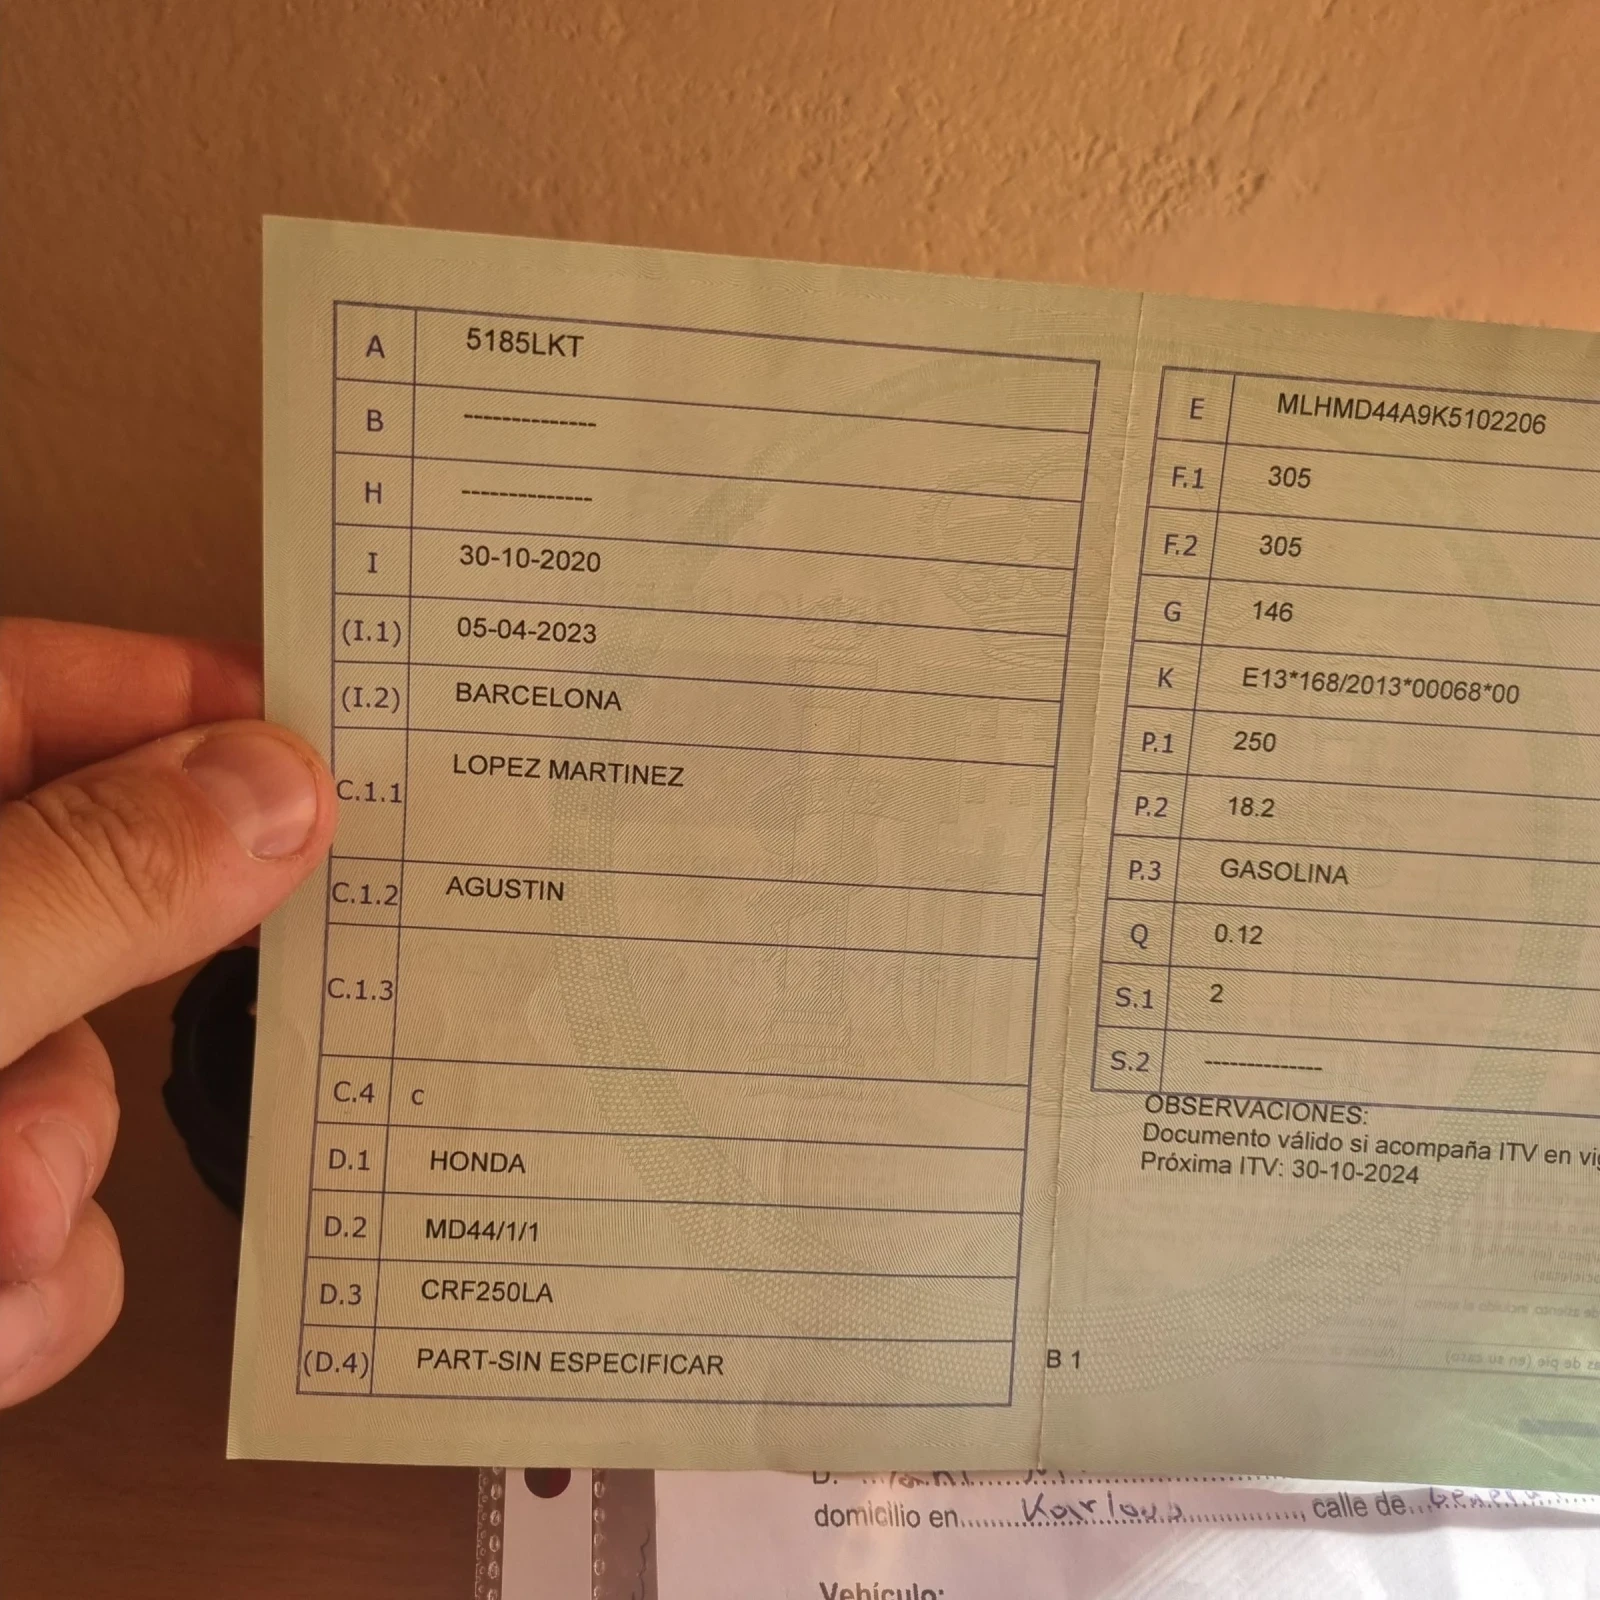 A 5185LKT
B --------------
H --------------
I 30-10-2020
(I.1) 05-04-2023
(I.2) BARCELONA
C.1.1 LOPEZ MARTINEZ
C.1.2 AGUSTIN
C.1.3
C.4 c
D.1 HONDA
D.2 MD44/1/1
D.3 CRF250LA
(D.4) PART-SIN ESPECIFICAR
E MLHMD44A9K5102206
F.1 305
F.2 305
G 146
K E13*168/2013*00068*00
P.1 250
P.2 18.2
P.3 GASOLINA
Q 0.12
S.1 2
S.2 -------------
OBSERVACIONES:
Documento válido si acompaña ITV en vig
Próxima ITV: 30-10-2024
B 1
D.
domicilio en, calle de
Vehículo: